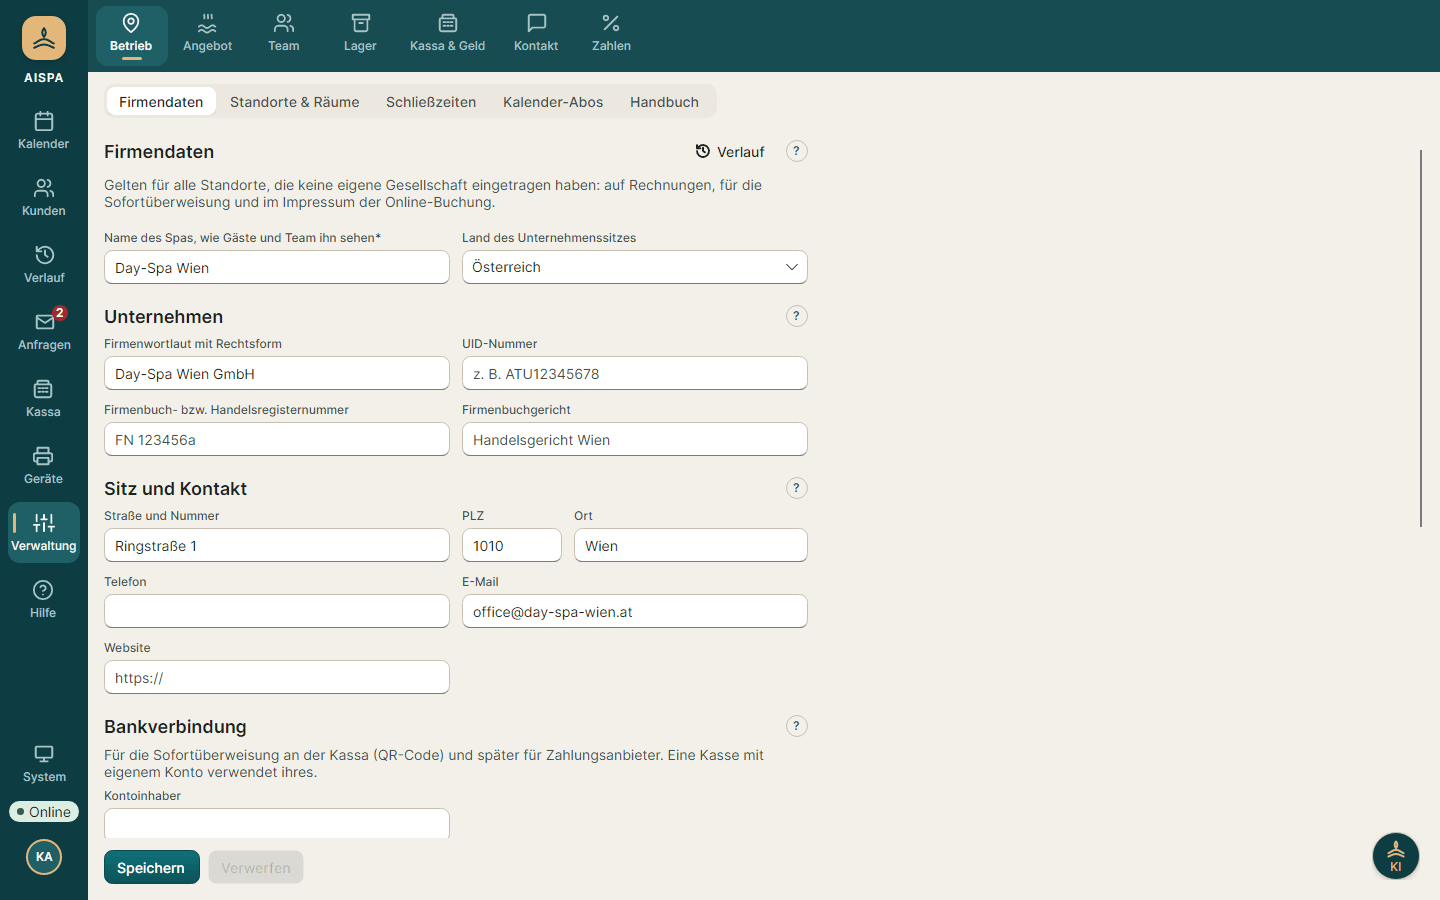 AISPA
Kalender
Kunden
Verlauf
2
Anfragen
Kassa
Geräte
Verwaltung
Hilfe
System
Online
KA
Betrieb
Angebot
Team
Lager
Kassa & Geld
Kontakt
Zahlen
Firmendaten
Standorte & Räume
Schließzeiten
Kalender-Abos
Handbuch
Firmendaten
Verlauf
?
Gelten für alle Standorte, die keine eigene Gesellschaft eingetragen haben: auf Rechnungen, für die
Sofortüberweisung und im Impressum der Online-Buchung.
Name des Spas, wie Gäste und Team ihn sehen*
Land des Unternehmenssitzes
Day-Spa Wien
Österreich
Unternehmen
?
Firmenwortlaut mit Rechtsform
UID-Nummer
Day-Spa Wien GmbH
z. B. ATU12345678
Firmenbuch- bzw. Handelsregisternummer
Firmenbuchgericht
FN 123456a
Handelsgericht Wien
Sitz und Kontakt
?
Straße und Nummer
PLZ
Ort
Ringstraße 1
1010
Wien
Telefon
E-Mail
office@day-spa-wien.at
Website
https://
Bankverbindung
?
Für die Sofortüberweisung an der Kassa (QR-Code) und später für Zahlungsanbieter. Eine Kasse mit
eigenem Konto verwendet ihres.
Kontoinhaber
Speichern
Verwerfen
KI